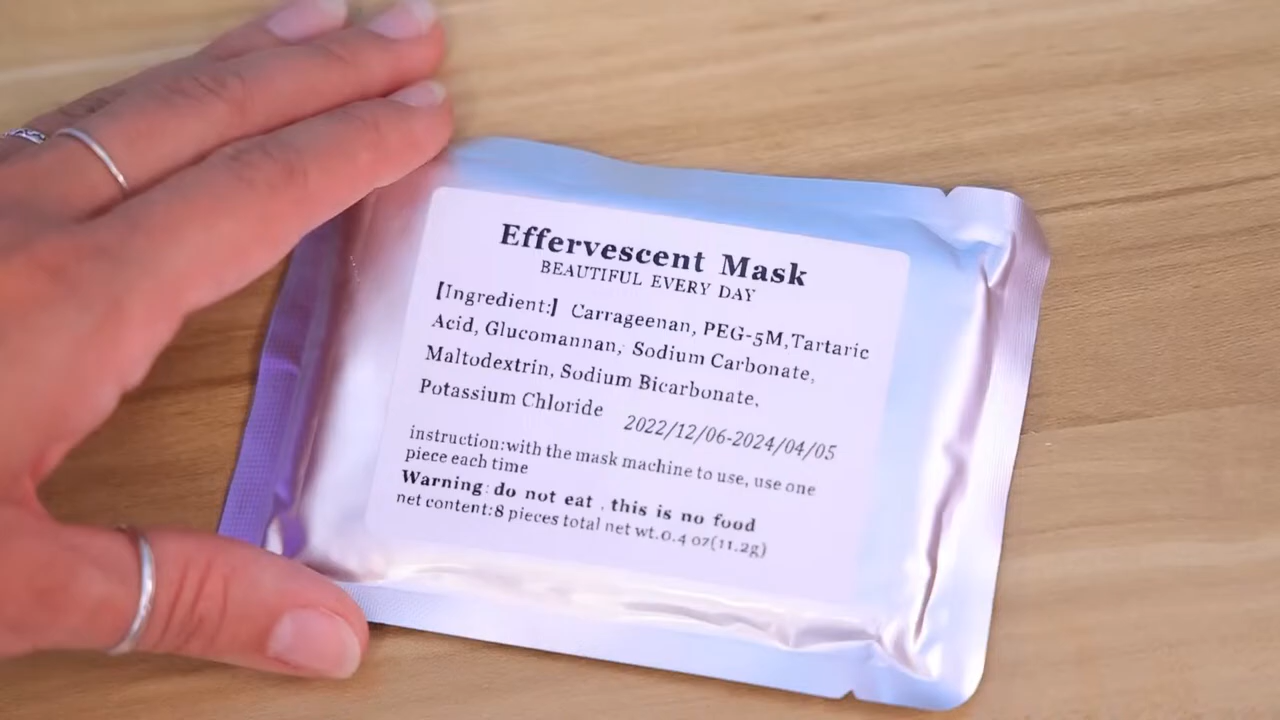 Effervescent Mask
BEAUTIFUL EVERY DAY
【Ingredient:】 Carrageenan, PEG-5M,Tartaric
Acid, Glucomannan, Sodium Carbonate,
Maltodextrin, Sodium Bicarbonate,
Potassium Chloride 2022/12/06-2024/04/05
instruction:with the mask machine to use, use one
piece each time
Warning: do not eat , this is no food
net content:8 pieces total net wt.0.4 oz(11.2g)